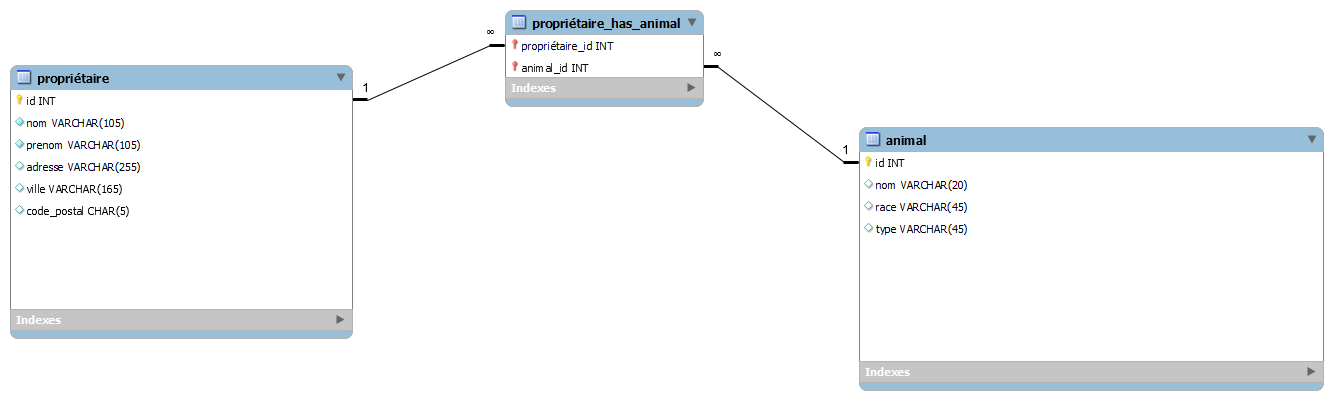 propriétaire
id INT
nom VARCHAR(105)
prenom VARCHAR(105)
adresse VARCHAR(255)
ville VARCHAR(165)
code_postal CHAR(5)
Indexes
1
∞
propriétaire_has_animal
propriétaire_id INT
animal_id INT
Indexes
∞
1
animal
id INT
nom VARCHAR(20)
race VARCHAR(45)
type VARCHAR(45)
Indexes